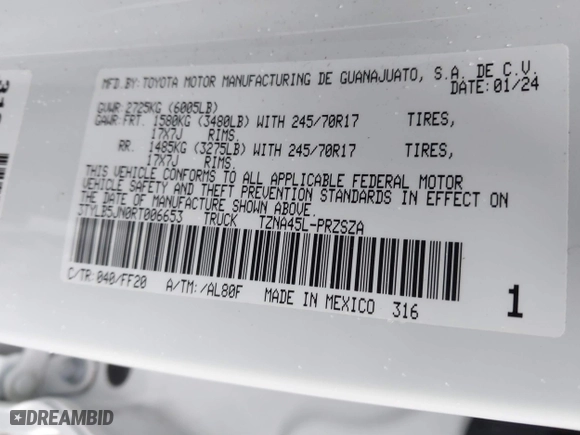 MFD.BY: TOYOTA MOTOR MANUFACTURING DE GUANAJUATO, S.A. DE C.V.
DATE: 01/24
GVWR: 2725KG (6005LB)
GAWR: FRT. 1580KG (3480LB) WITH 245/70R17 TIRES,
17X7J RIMS.
RR. 1485KG (3275LB) WITH 245/70R17 TIRES,
17X7J RIMS.
THIS VEHICLE CONFORMS TO ALL APPLICABLE FEDERAL MOTOR
VEHICLE SAFETY AND THEFT PREVENTION STANDARDS IN EFFECT ON
THE DATE OF MANUFACTURE SHOWN ABOVE.
3TYLB5JN0RT006653 TRUCK TZNA45L-PRZSZA
C/TR: 040/FF20 A/TM: /AL80F MADE IN MEXICO 316
1
DREAMBID